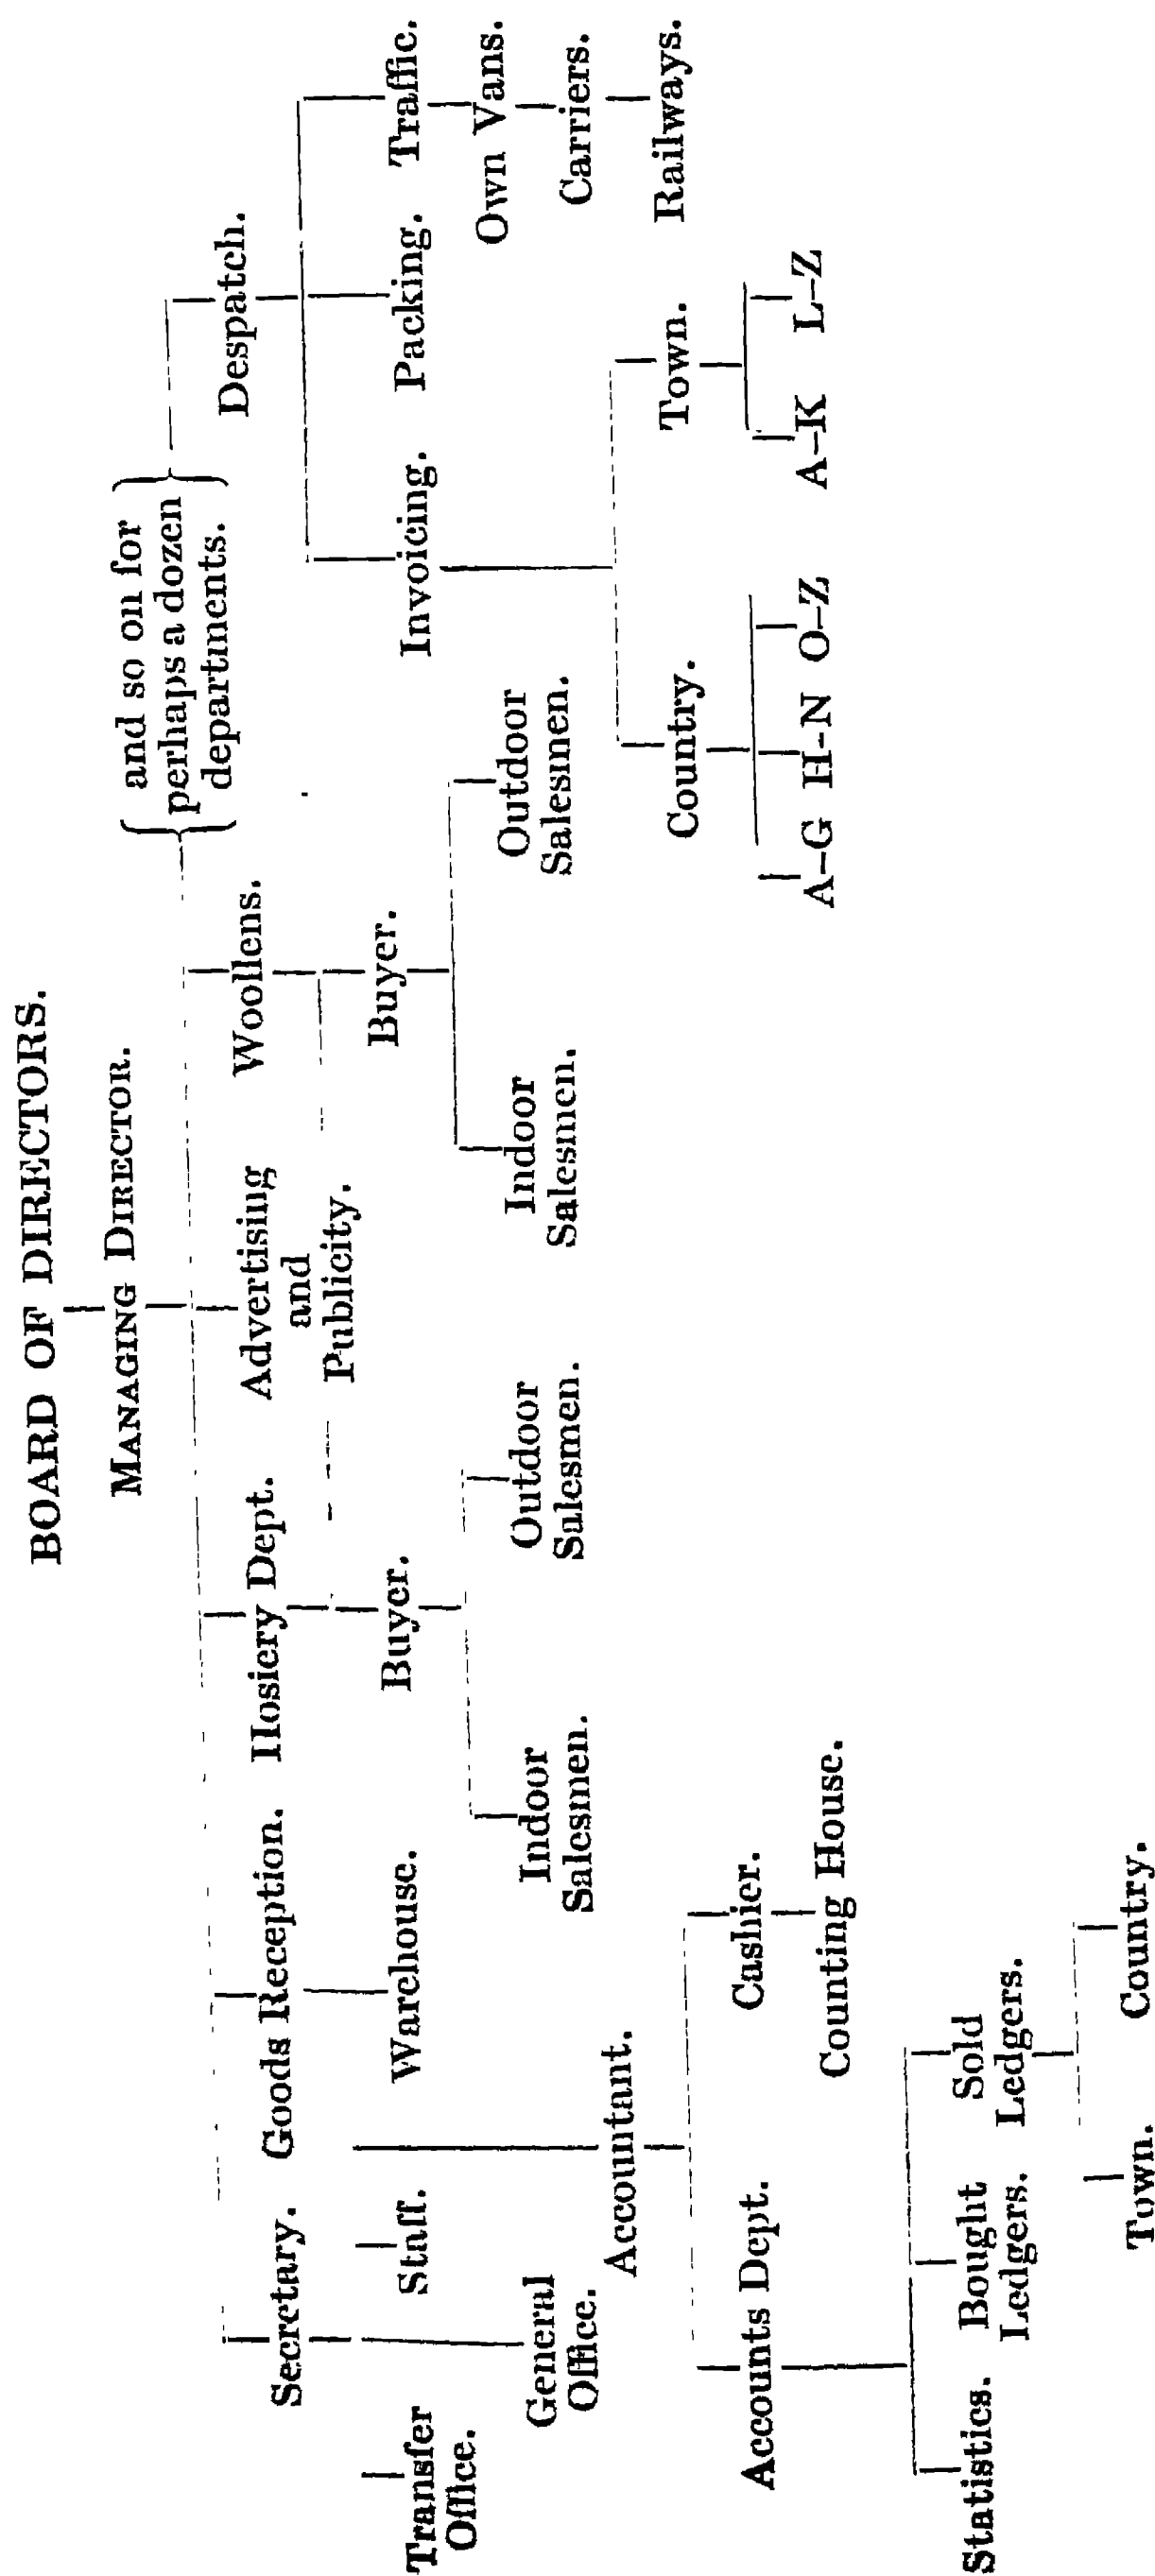 BOARD OF DIRECTORS.
MANAGING DIRECTOR.
and so on for
perhaps a dozen
departments.
Secretary.
Goods Reception.
Hosiery Dept.
Advertising
and
Publicity.
Woollens.
Despatch.
Transfer
Office.
Staff.
Warehouse.
Buyer.
Buyer.
Invoicing.
Packing.
Traffic.
General
Office.
Indoor
Salesmen.
Outdoor
Salesmen.
Indoor
Salesmen.
Outdoor
Salesmen.
Own Vans.
Carriers.
Accountant.
Country.
Town.
Railways.
Accounts Dept.
Cashier.
A–G H–N O–Z
A–K L–Z
Counting House.
Statistics.
Bought
Ledgers.
Sold
Ledgers.
Town.
Country.